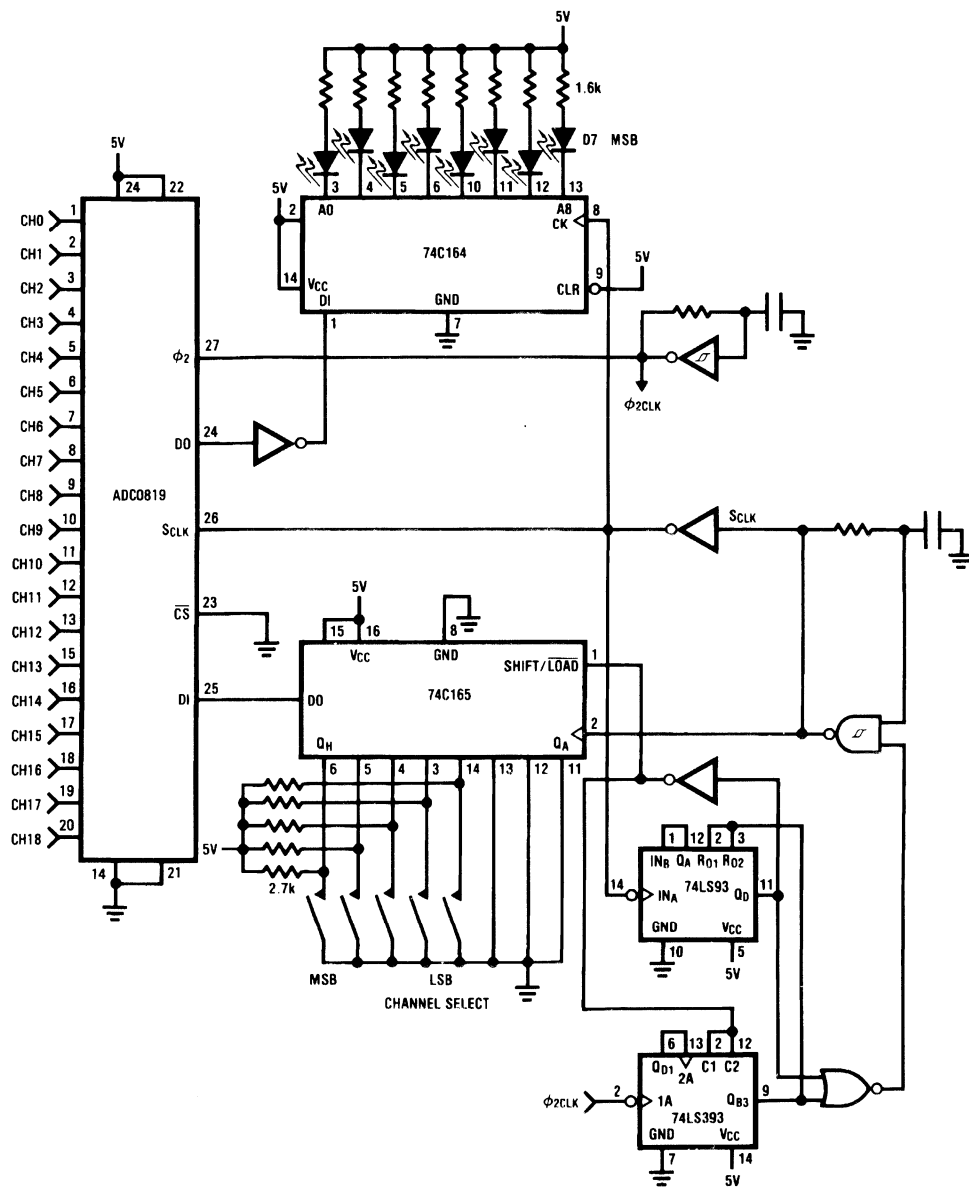 5V
1.6k
D7 MSB
5V
24 22
5V
3 4 5 6 10 11 12 13
A0 A8
2 CK 8
74C164
14 VCC CLR 9 5V
DI GND
1 7
CH0 1
CH1 2
CH2 3
CH3 4
CH4 5
CH5 6
CH6 7
CH7 8
CH8 9
CH9 10
CH10 11
CH11 12
CH12 13
CH13 15
CH14 16
CH15 17
CH16 18
CH17 19
CH18 20
ADC0819
ϕ2 27
ϕ2CLK
DO 24
SCLK 26
SCLK
CS 23
DI 25
14 21
5V
15 16 8
VCC GND
SHIFT/LOAD 1
DO 74C165
2
QH QA
6 5 4 3 14 13 12 11
5V
2.7k
MSB LSB
CHANNEL SELECT
1 12 2 3
INB QA R01 R02
74LS93
14 INA QD 11
GND VCC
10 5
5V
6 13 2 12
QD1 2A C1 C2
ϕ2CLK 2 1A QB3 9
74LS393
GND VCC
7 14
5V